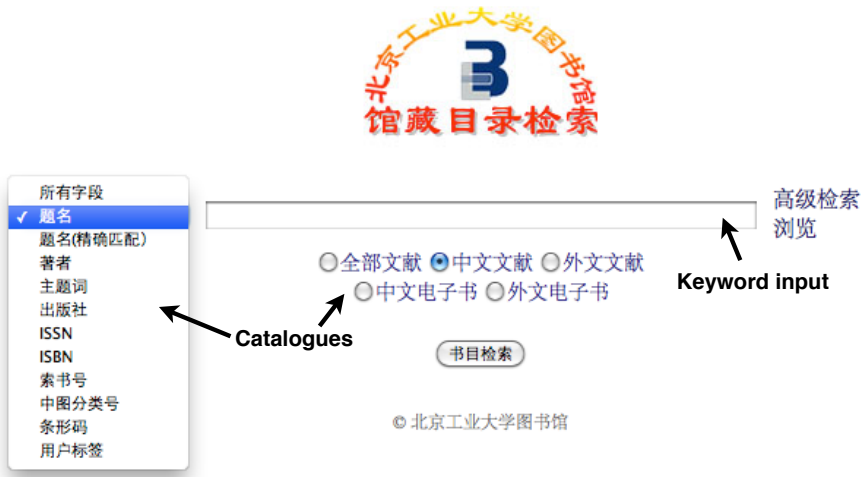 北京工业大学图书馆
馆藏目录检索
所有字段
✓ 题名
题名(精确匹配)
著者
主题词
出版社
ISSN
ISBN
索书号
中图分类号
条形码
用户标签
高级检索
浏览
全部文献 中文文献 外文文献
中文电子书 外文电子书
Keyword input
Catalogues
书目检索
© 北京工业大学图书馆